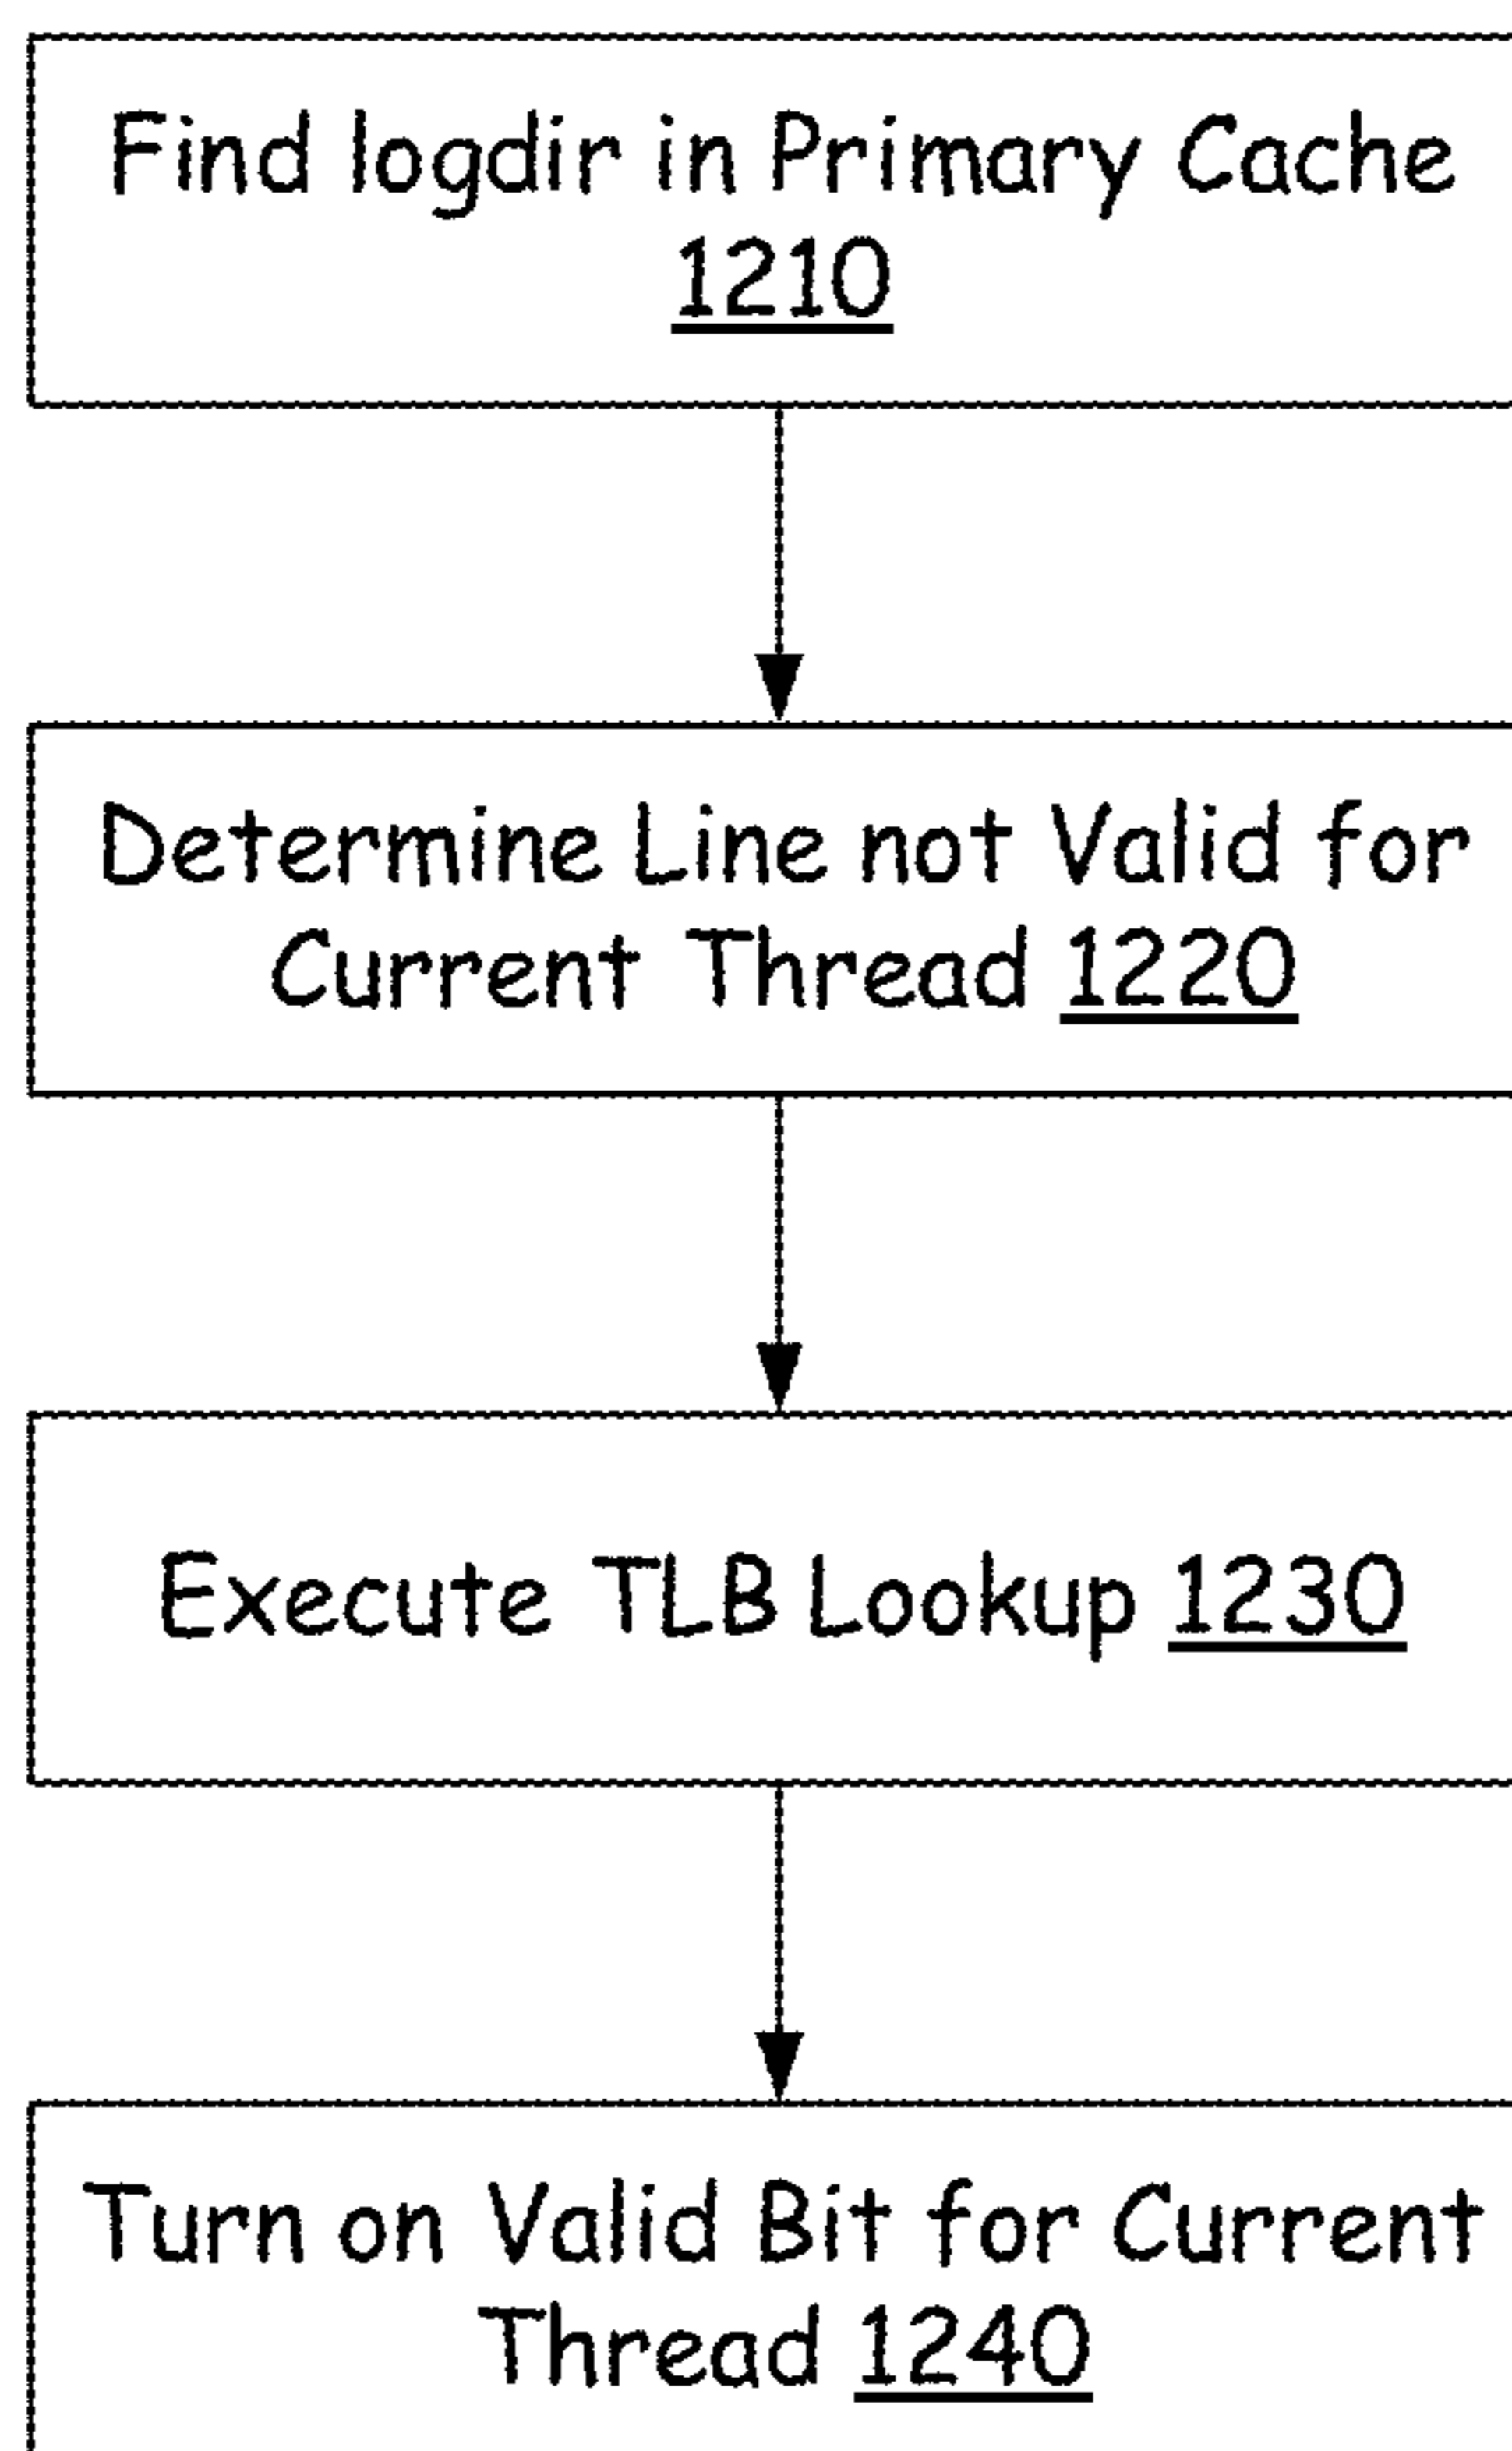 Find logdir in Primary Cache
1210
Determine Line not Valid for
Current Thread 1220
Execute TLB Lookup 1230
Turn on Valid Bit for Current
Thread 1240